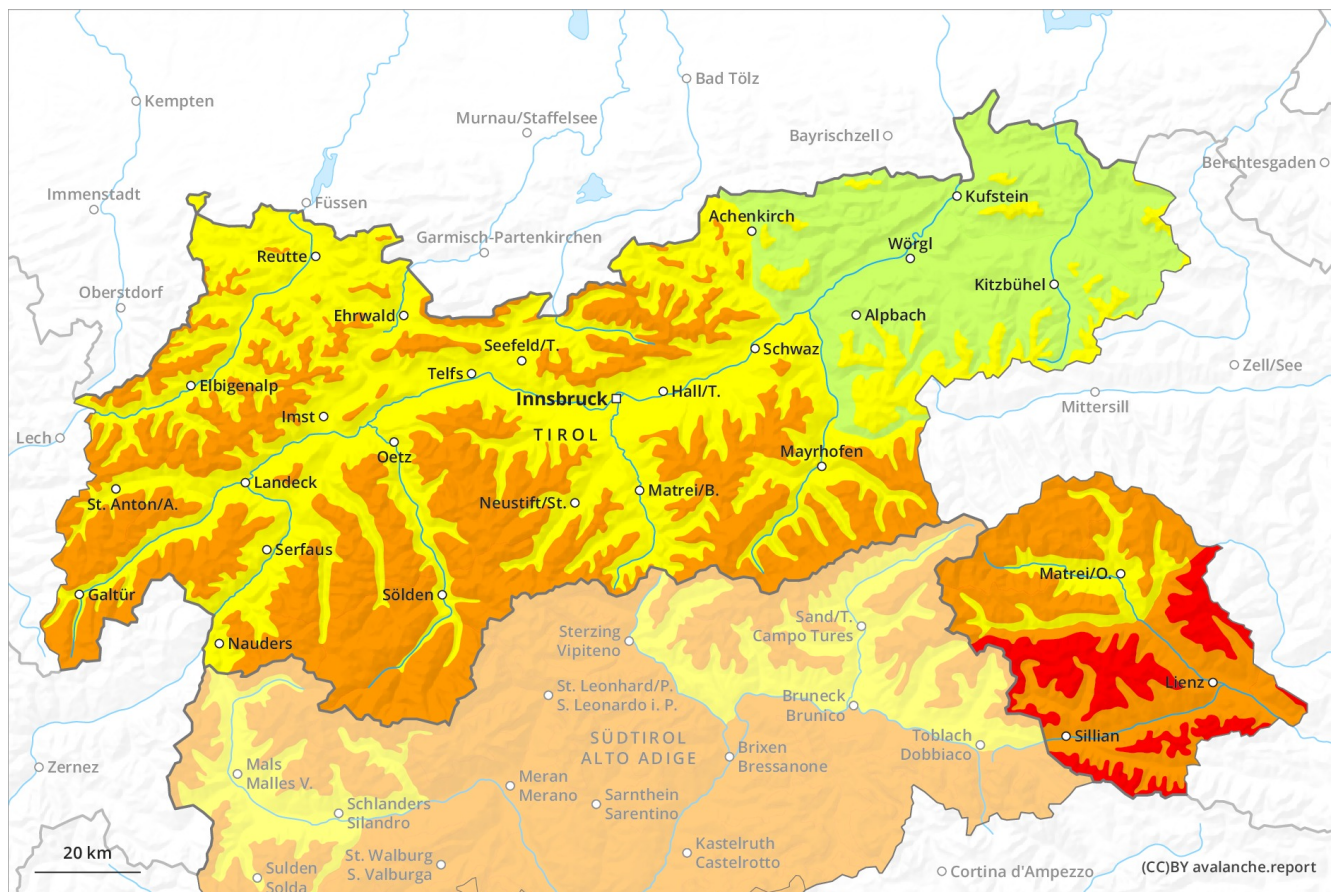 Bad Tölz
Kempten
Murnau/Staffelsee
Bayrischzell
Berchtesgaden
Immenstadt
Füssen
Kufstein
Achenkirch
Garmisch-Partenkirchen
Wörgl
Reutte
Kitzbühel
Oberstdorf
Ehrwald
Alpbach
Seefeld/T.
Schwaz
Zell/See
Telfs
Elbigenalp
Hall/T.
Innsbruck
Mittersill
Imst
Lech
TIROL
Oetz
Mayrhofen
Landeck
St. Anton/A.
Neustift/St.
Matrei/B.
Serfaus
Matrei/O.
Galtür
Sölden
Sand/T.
Campo Tures
Sterzing
Vipiteno
Nauders
Lienz
St. Leonhard/P.
S. Leonardo i. P.
Bruneck
Brunico
Sillian
Toblach
Dobbiaco
SÜDTIROL
ALTO ADIGE
Brixen
Bressanone
Zernez
Mals
Malles V.
Meran
Merano
Sarnthein
Sarentino
Schlanders
Silandro
Kastelruth
Castelrotto
20 km
St. Walburg
S. Valburga
Sulden
Solda
Cortina d'Ampezzo
(CC)BY avalanche.report